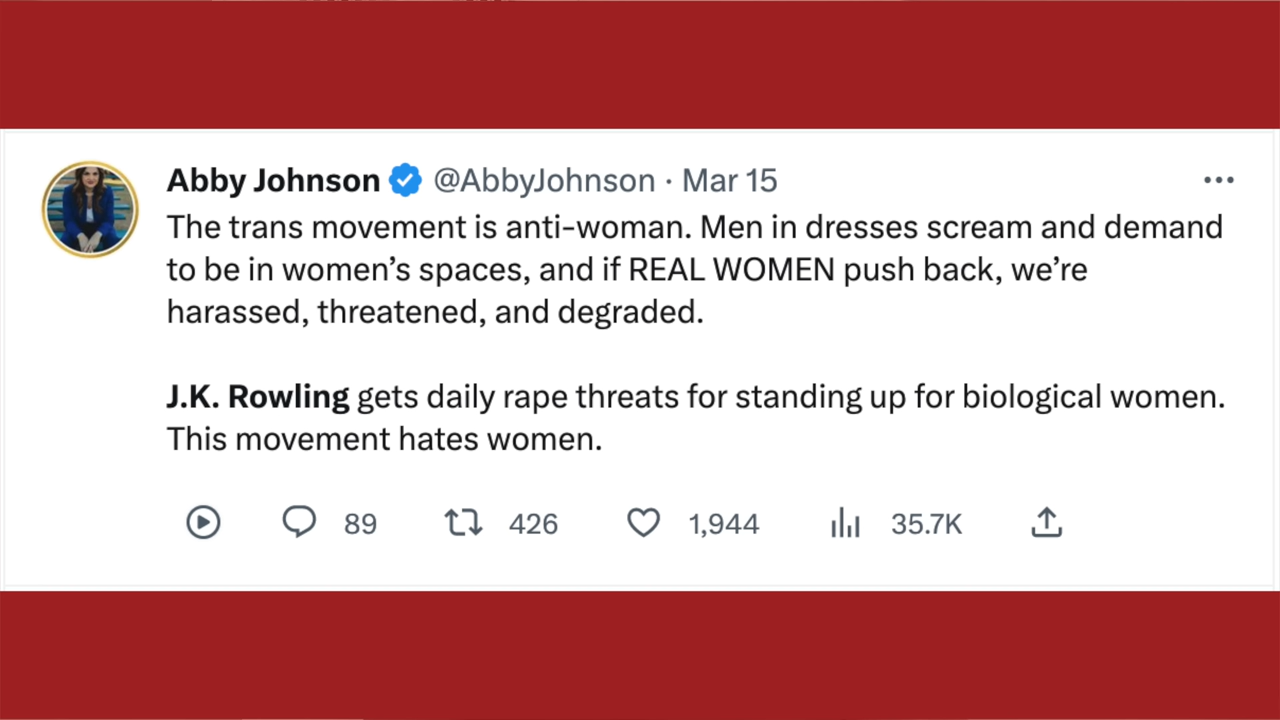 Abby Johnson @AbbyJohnson · Mar 15
The trans movement is anti-woman. Men in dresses scream and demand
to be in women’s spaces, and if REAL WOMEN push back, we’re
harassed, threatened, and degraded.
J.K. Rowling gets daily rape threats for standing up for biological women.
This movement hates women.
89 426 1,944 35.7K